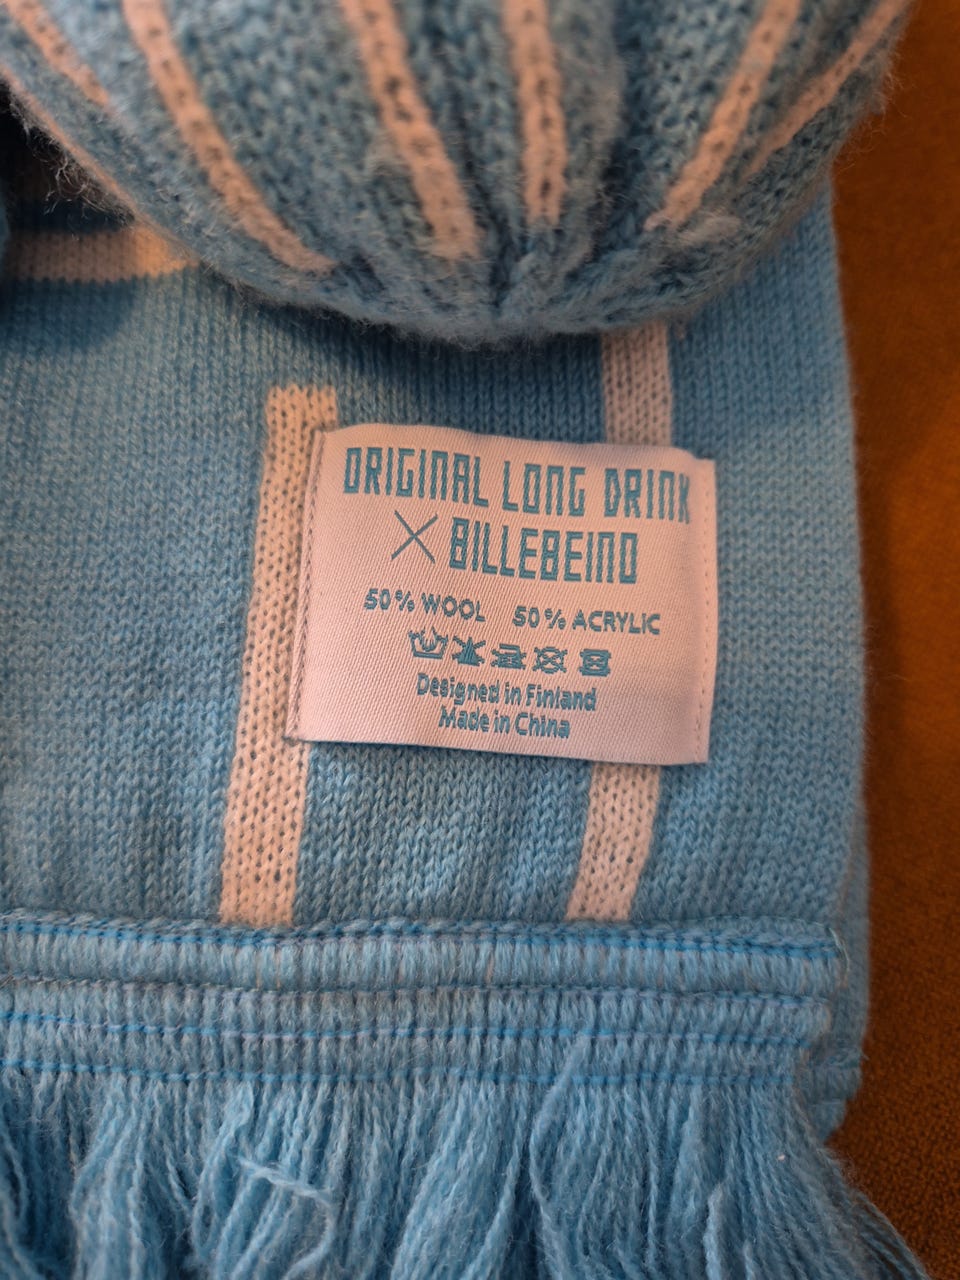 ORIGINAL LONG DRINK
X BILLEBEINO
50% WOOL 50% ACRYLIC
Designed in Finland
Made in China